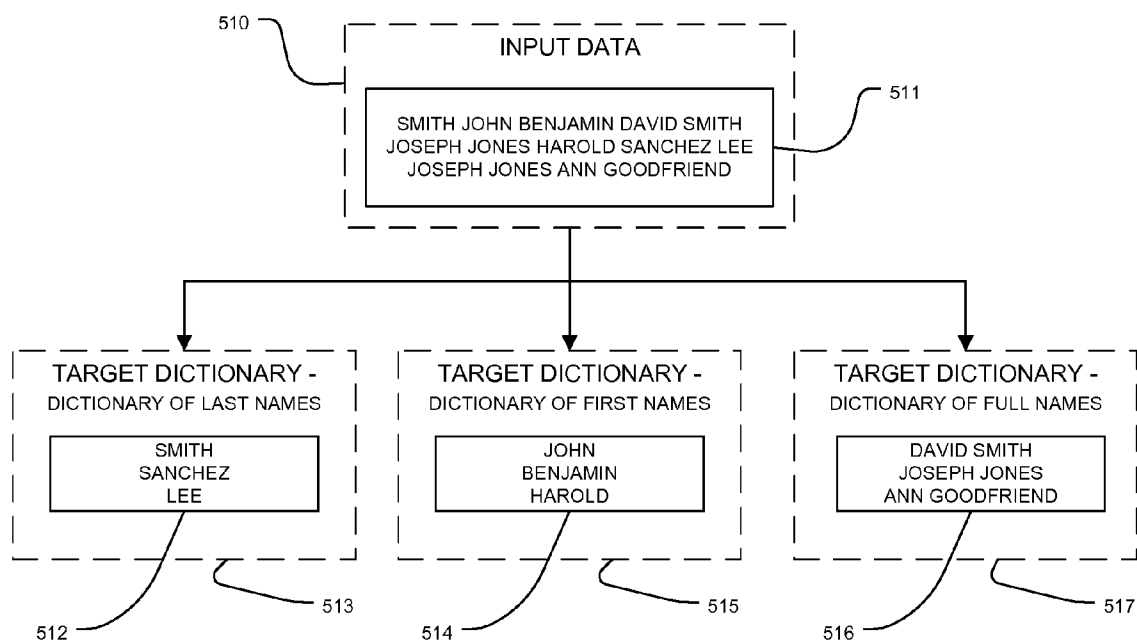 510
INPUT DATA
511
SMITH JOHN BENJAMIN DAVID SMITH
JOSEPH JONES HAROLD SANCHEZ LEE
JOSEPH JONES ANN GOODFRIEND
TARGET DICTIONARY -
DICTIONARY OF LAST NAMES
SMITH
SANCHEZ
LEE
512
513
TARGET DICTIONARY -
DICTIONARY OF FIRST NAMES
JOHN
BENJAMIN
HAROLD
514
515
TARGET DICTIONARY -
DICTIONARY OF FULL NAMES
DAVID SMITH
JOSEPH JONES
ANN GOODFRIEND
516
517